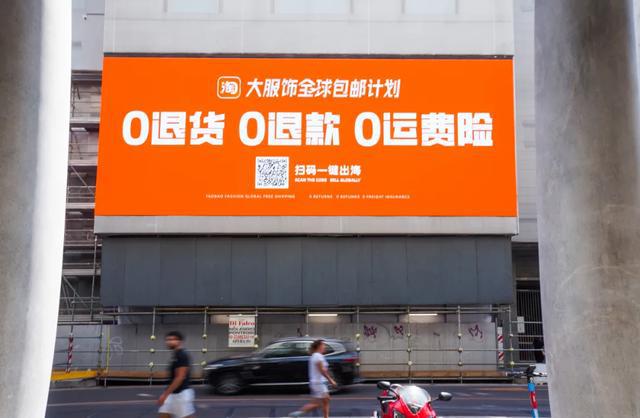 淘 大服饰全球包邮计划
0退货 0退款 0运费险
扫码一键出海
SCAN THE CODE SELL GLOBALLY
TAOBAO FASHION GLOBAL FREE SHIPPING 0 RETURNS 0 REFUNDS 0 FREIGHT INSURANCE
Di Falco